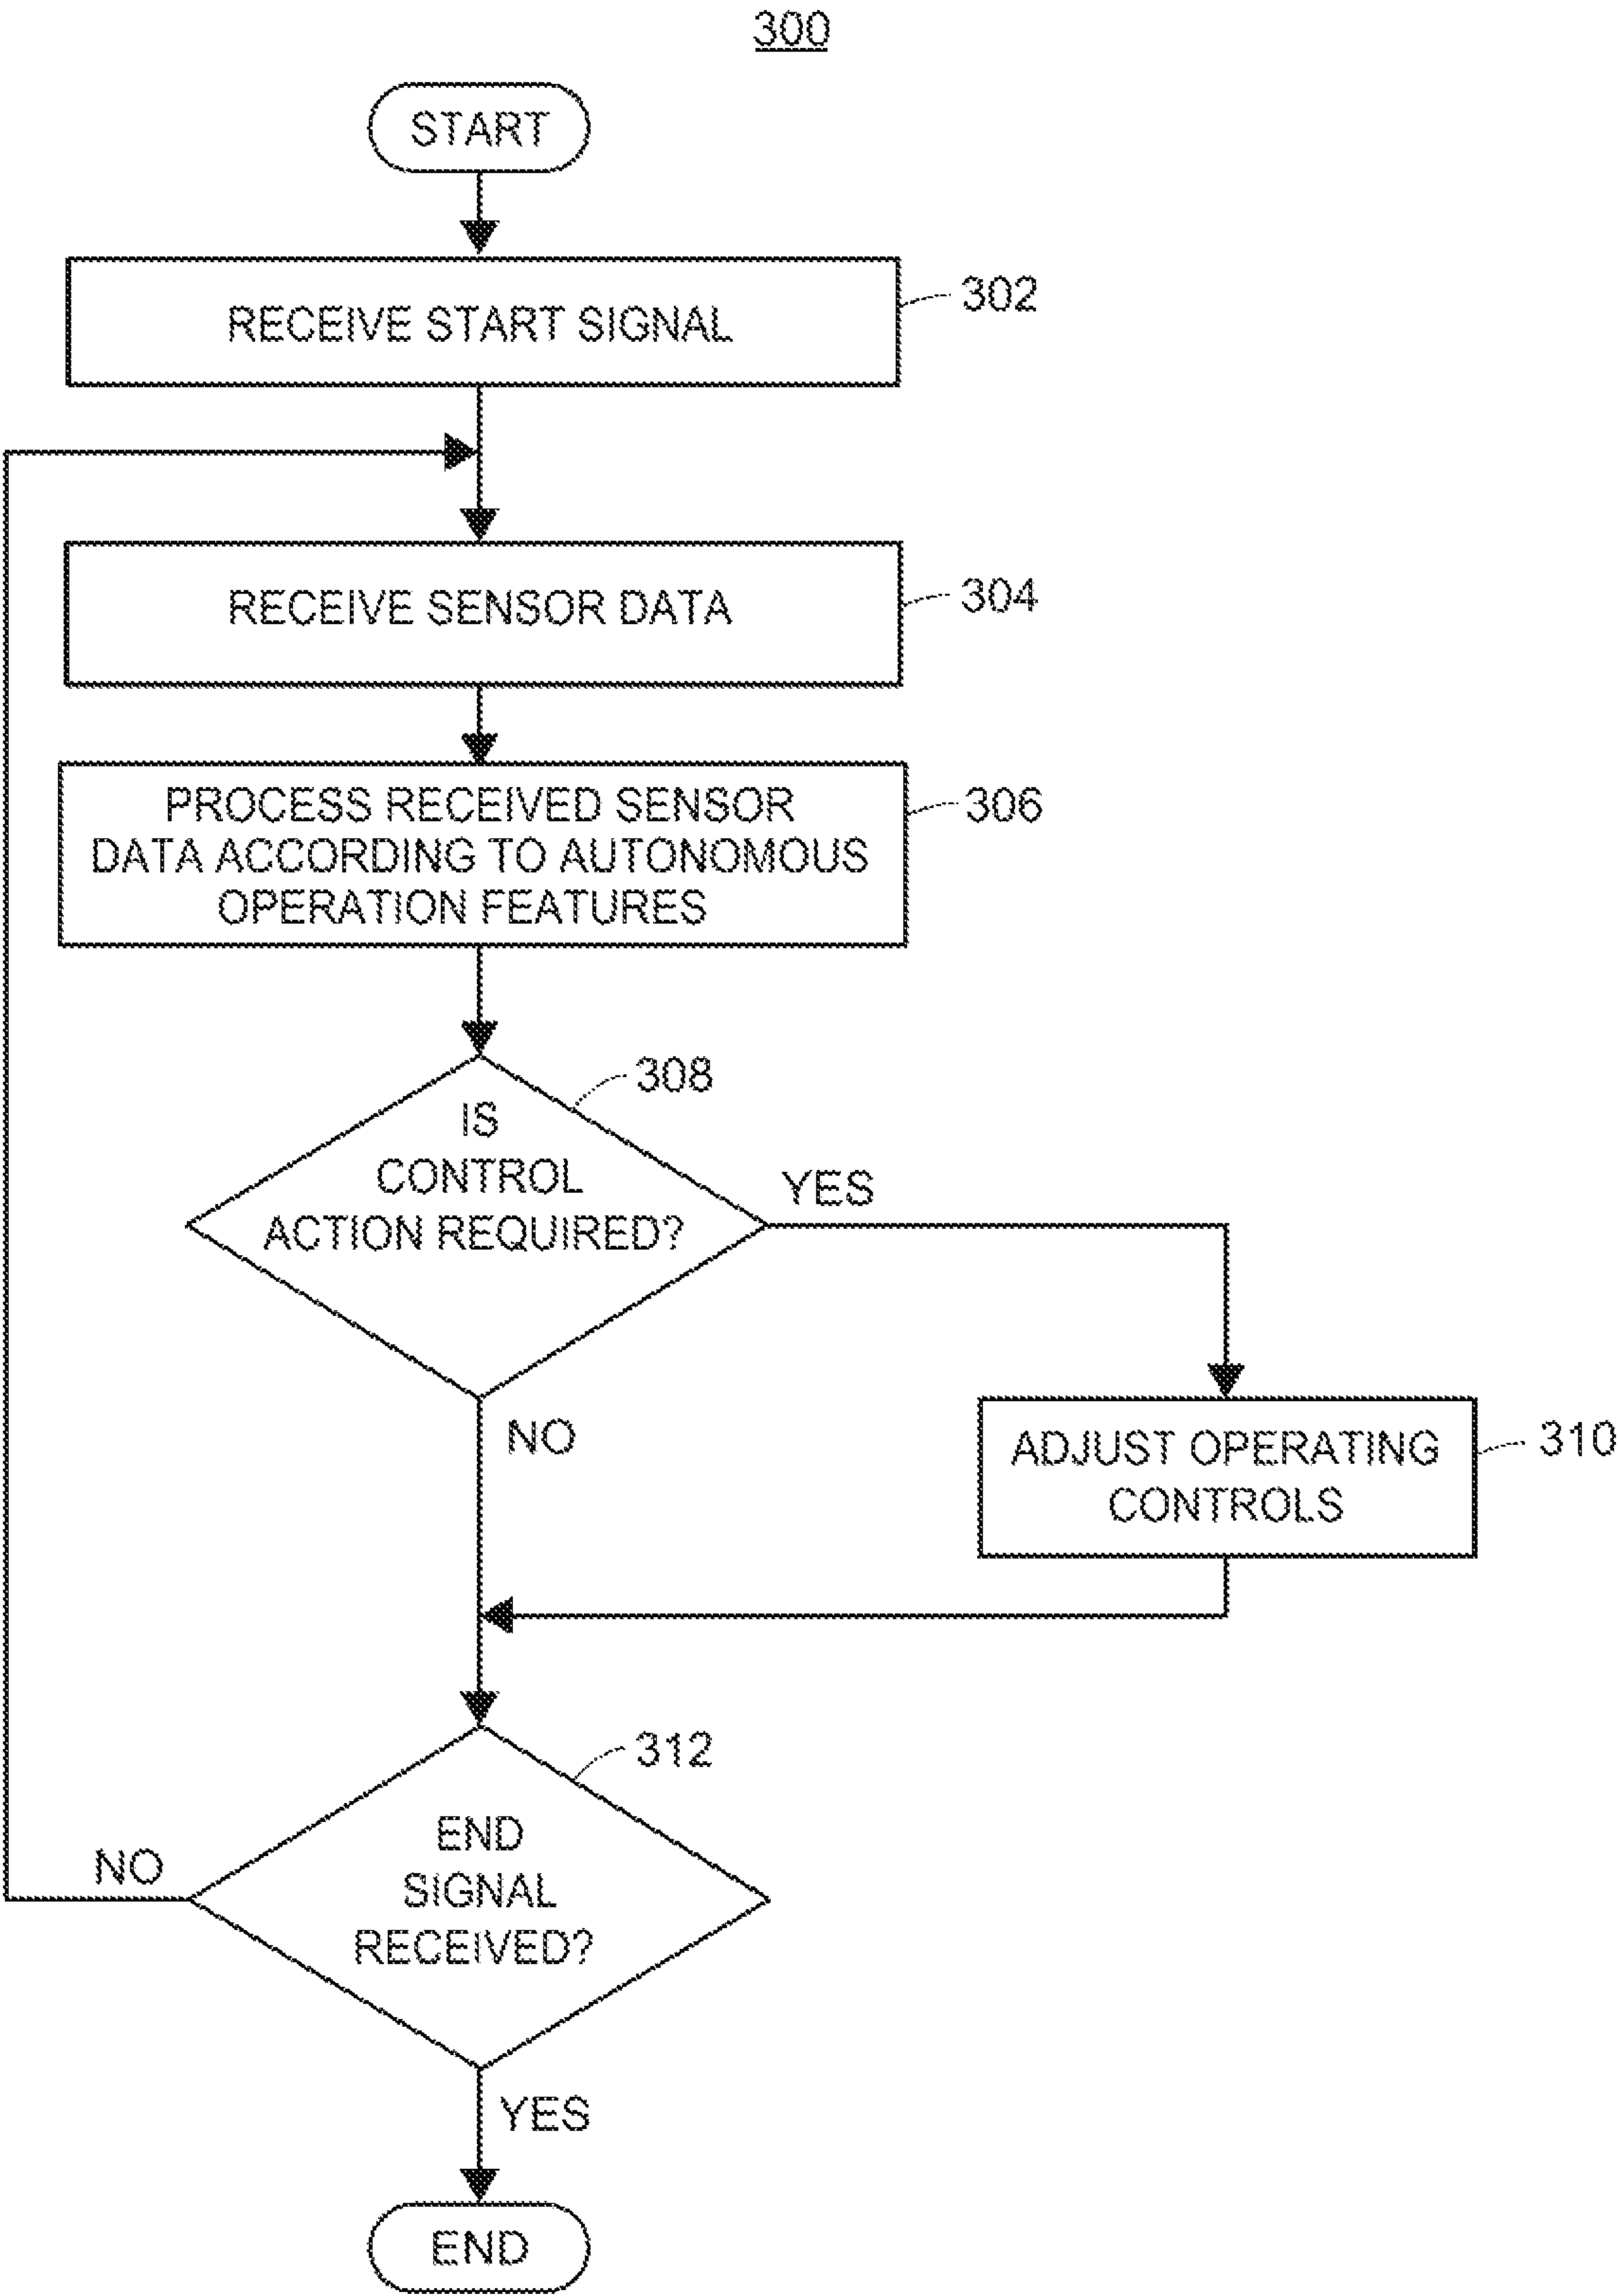 300
START
RECEIVE START SIGNAL
302
RECEIVE SENSOR DATA
304
PROCESS RECEIVED SENSOR
DATA ACCORDING TO AUTONOMOUS
OPERATION FEATURES
306
308
IS
CONTROL
ACTION REQUIRED?
YES
NO
ADJUST OPERATING
CONTROLS
310
312
END
SIGNAL
RECEIVED?
NO
YES
END